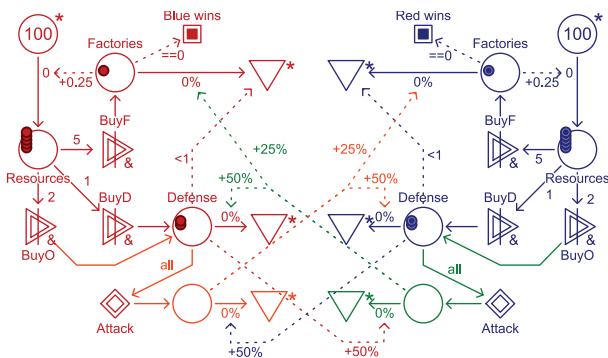 Blue wins
Red wins
100
*
Factories
==0
==0
Factories
100
*
0
+0.25
0%
*
*
0%
+0.25
0
BuyF
BuyF
5
&
+25%
+25%
&
5
<1
<1
Resources
1
+50%
+50%
1
Resources
2
BuyD
Defense
Defense
BuyD
2
0%
*
*
0%
&
&
&
&
BuyO
BuyO
all
all
*
*
0%
0%
Attack
Attack
+50%
+50%